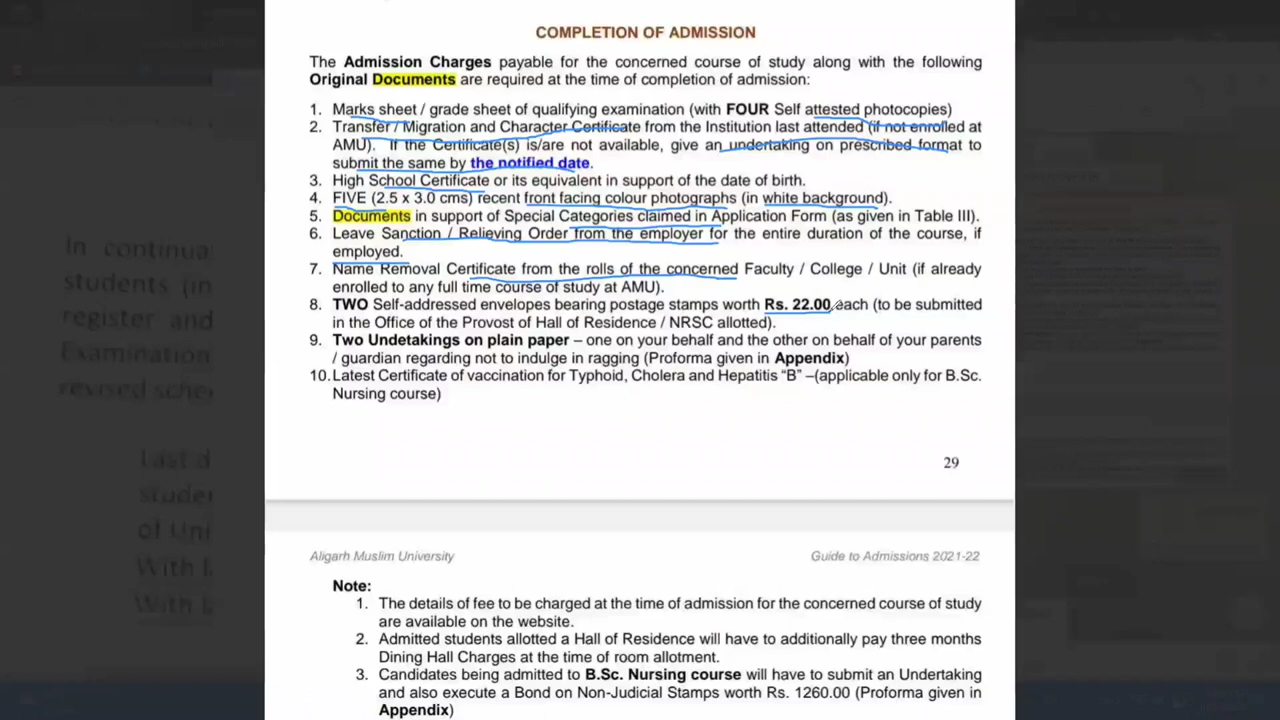 COMPLETION OF ADMISSION
The Admission Charges payable for the concerned course of study along with the following
Original Documents are required at the time of completion of admission:
1. Marks sheet / grade sheet of qualifying examination (with FOUR Self attested photocopies)
2. Transfer / Migration and Character Certificate from the Institution last attended (if not enrolled at
AMU). If the Certificate(s) is/are not available, give an undertaking on prescribed format to
submit the same by the notified date.
3. High School Certificate or its equivalent in support of the date of birth.
4. FIVE (2.5 x 3.0 cms) recent front facing colour photographs (in white background).
5. Documents in support of Special Categories claimed in Application Form (as given in Table III).
6. Leave Sanction / Relieving Order from the employer for the entire duration of the course, if
employed.
7. Name Removal Certificate from the rolls of the concerned Faculty / College / Unit (if already
enrolled to any full time course of study at AMU).
8. TWO Self-addressed envelopes bearing postage stamps worth Rs. 22.00 each (to be submitted
in the Office of the Provost of Hall of Residence / NRSC allotted).
9. Two Undetakings on plain paper – one on your behalf and the other on behalf of your parents
/ guardian regarding not to indulge in ragging (Proforma given in Appendix)
10. Latest Certificate of vaccination for Typhoid, Cholera and Hepatitis “B” –(applicable only for B.Sc.
Nursing course)
29
Aligarh Muslim University Guide to Admissions 2021-22
Note:
1. The details of fee to be charged at the time of admission for the concerned course of study
are available on the website.
2. Admitted students allotted a Hall of Residence will have to additionally pay three months
Dining Hall Charges at the time of room allotment.
3. Candidates being admitted to B.Sc. Nursing course will have to submit an Undertaking
and also execute a Bond on Non-Judicial Stamps worth Rs. 1260.00 (Proforma given in
Appendix)
In continua
students (in
register and
Examination
revised sche
Last d
studen
of Uni
With l
With L